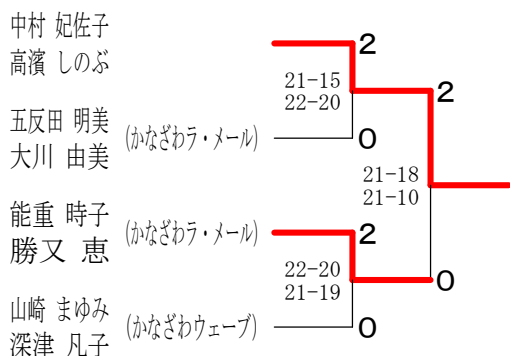 中村 妃佐子
高濱 しのぶ
2
21-15
22-20
2
五反田 明美
大川 由美
(かなざわラ・メール)
0
21-18
21-10
能重 時子
勝又 恵
(かなざわラ・メール)
2
22-20
21-19
0
山崎 まゆみ
深津 凡子
(かなざわウェーブ)
0